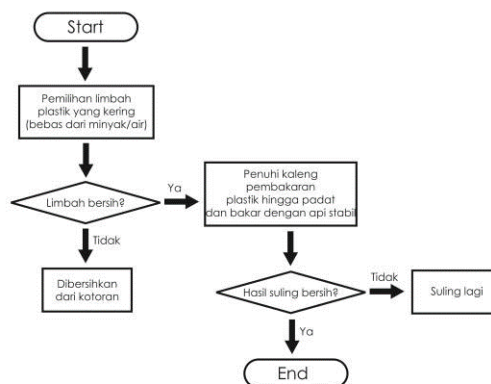 Start
Pemilihan limbah
plastik yang kering
(bebas dari minyak/air)
Limbah bersih?
Ya
Tidak
Dibersihkan
dari kotoran
Penuhi kaleng
pembakaran
plastik hingga padat
dan bakar dengan api stabil
Hasil suling bersih?
Tidak
Suling lagi
Ya
End